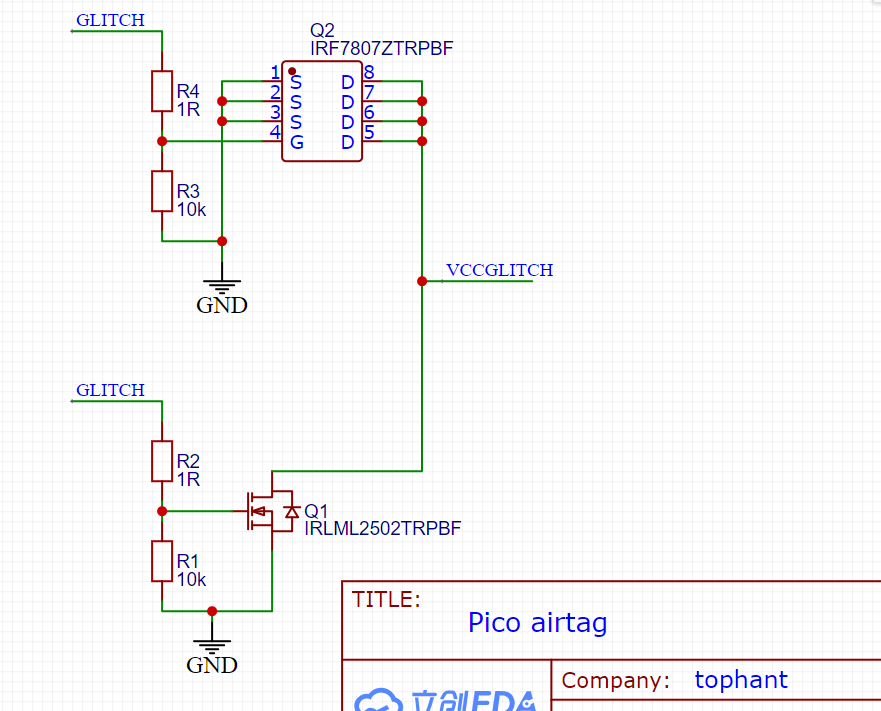 GLITCH
Q2
IRF7807ZTRPBF
R4
1R
1 S D 8
2 S D 7
3 S D 6
4 G D 5
R3
10k
GND
VCCGLITCH
GLITCH
R2
1R
Q1
IRLML2502TRPBF
R1
10k
GND
TITLE:
Pico airtag
Company: tophant
立创EDA